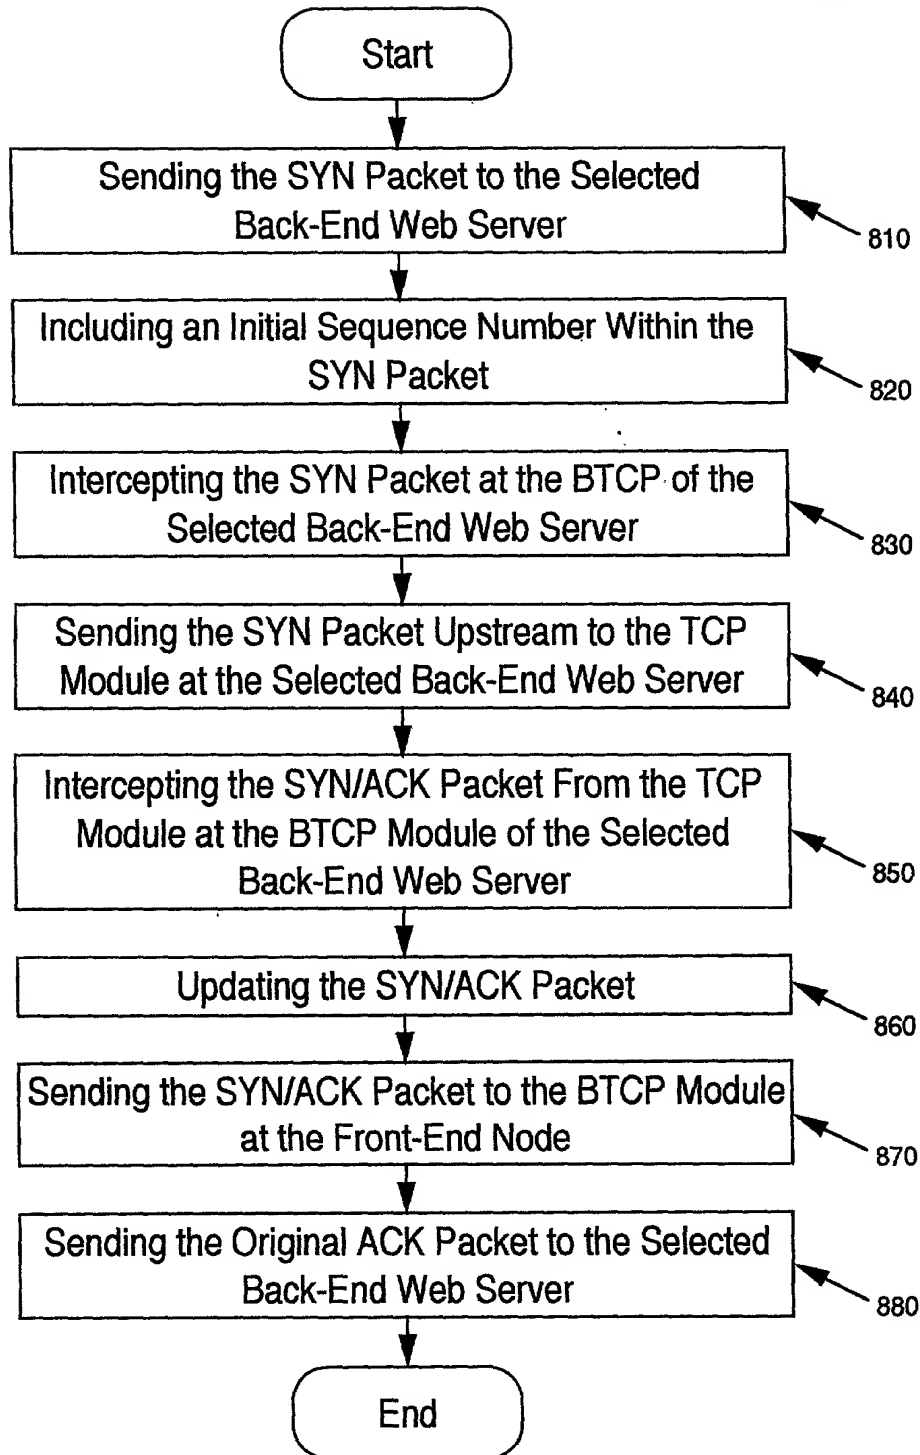 Start
Sending the SYN Packet to the Selected
Back-End Web Server
810
Including an Initial Sequence Number Within the
SYN Packet
820
Intercepting the SYN Packet at the BTCP of the
Selected Back-End Web Server
830
Sending the SYN Packet Upstream to the TCP
Module at the Selected Back-End Web Server
840
Intercepting the SYN/ACK Packet From the TCP
Module at the BTCP Module of the Selected
Back-End Web Server
850
Updating the SYN/ACK Packet
860
Sending the SYN/ACK Packet to the BTCP Module
at the Front-End Node
870
Sending the Original ACK Packet to the Selected
Back-End Web Server
880
End